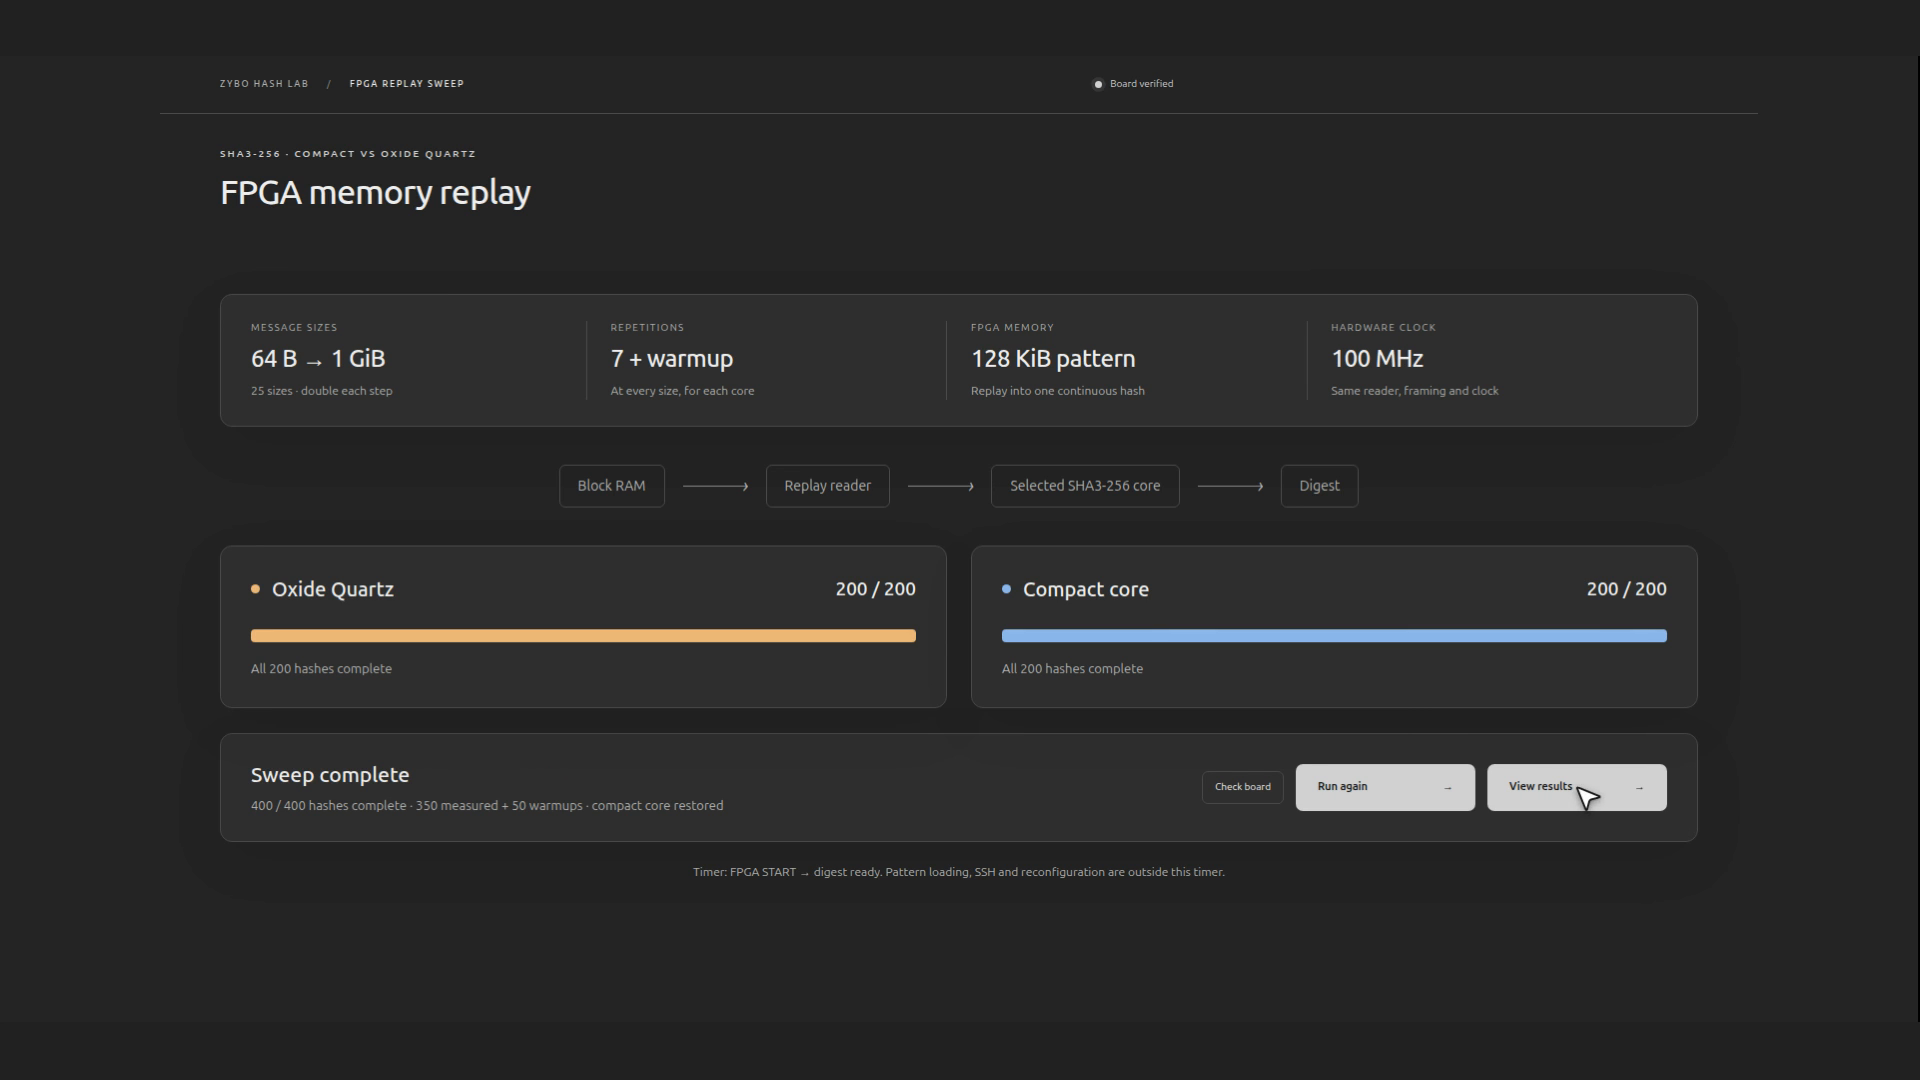 ZYBO HASH LAB / FPGA REPLAY SWEEP
Board verified
SHA3-256 · COMPACT VS OXIDE QUARTZ
FPGA memory replay
MESSAGE SIZES
64 B → 1 GiB
25 sizes · double each step
REPETITIONS
7 + warmup
At every size, for each core
FPGA MEMORY
128 KiB pattern
Replay into one continuous hash
HARDWARE CLOCK
100 MHz
Same reader, framing and clock
Block RAM
Replay reader
Selected SHA3-256 core
Digest
Oxide Quartz
200 / 200
All 200 hashes complete
Compact core
200 / 200
All 200 hashes complete
Sweep complete
400 / 400 hashes complete · 350 measured + 50 warmups · compact core restored
Check board
Run again →
View results →
Timer: FPGA START → digest ready. Pattern loading, SSH and reconfiguration are outside this timer.